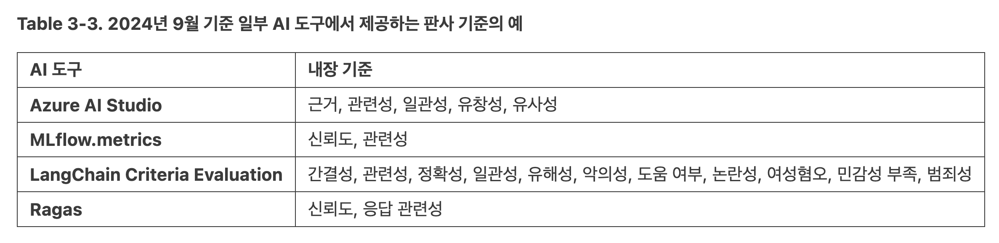 Table 3-3. 2024년 9월 기준 일부 AI 도구에서 제공하는 판사 기준의 예
AI 도구 내장 기준
Azure AI Studio 근거, 관련성, 일관성, 유창성, 유사성
MLflow.metrics 신뢰도, 관련성
LangChain Criteria Evaluation 간결성, 관련성, 정확성, 일관성, 유해성, 악의성, 도움 여부, 논란성, 여성혐오, 민감성 부족, 범죄성
Ragas 신뢰도, 응답 관련성